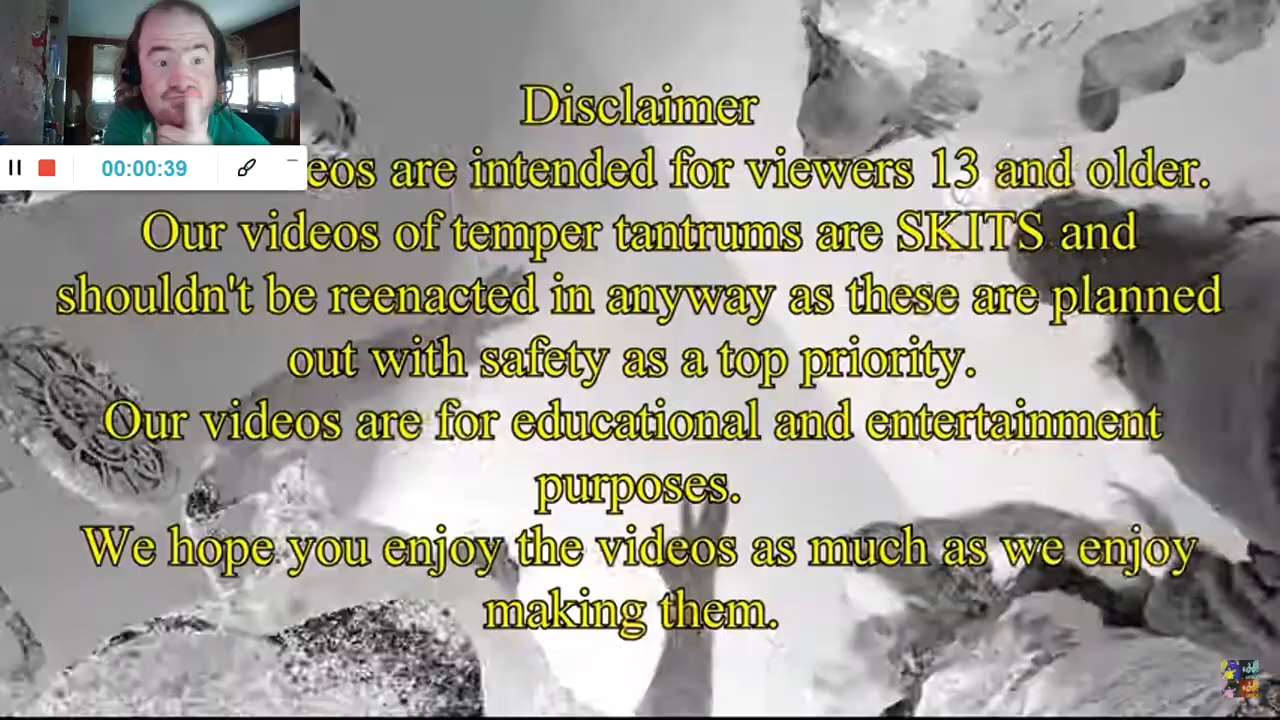 Disclaimer
00:00:39
eos are intended for viewers 13 and older.
Our videos of temper tantrums are SKITS and
shouldn't be reenacted in anyway as these are planned
out with safety as a top priority.
Our videos are for educational and entertainment
purposes.
We hope you enjoy the videos as much as we enjoy
making them.